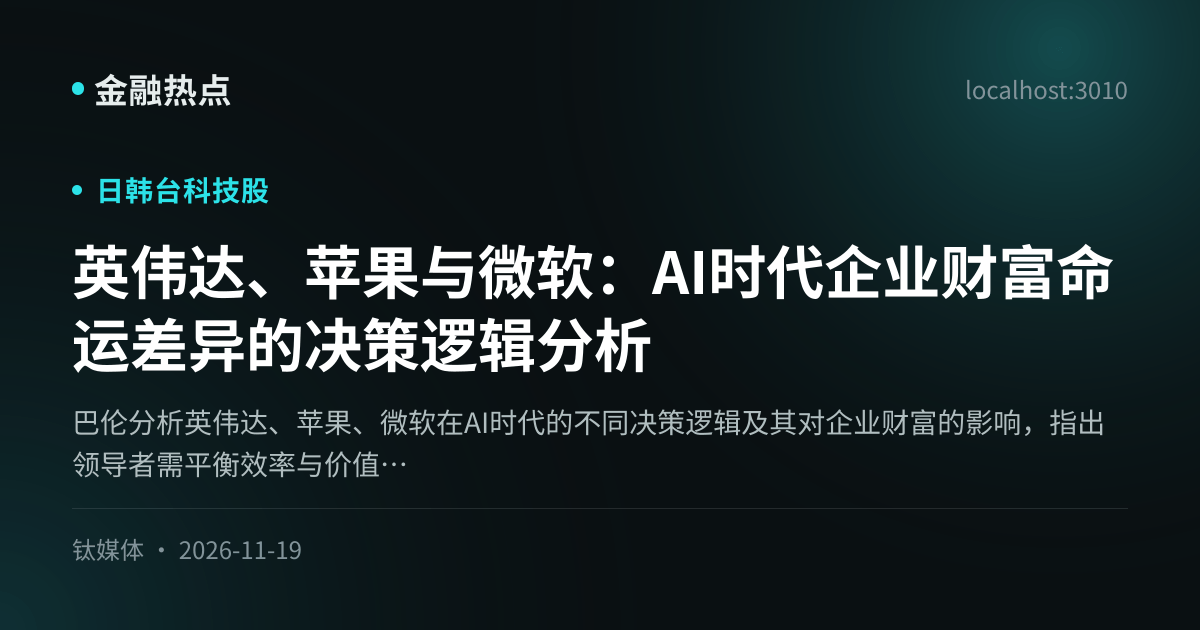 金融热点
localhost:3010
日韩台科技股
英伟达、苹果与微软：AI时代企业财富命
运差异的决策逻辑分析
巴伦分析英伟达、苹果、微软在AI时代的不同决策逻辑及其对企业财富的影响，指出
领导者需平衡效率与价值…
钛媒体 · 2026-11-19